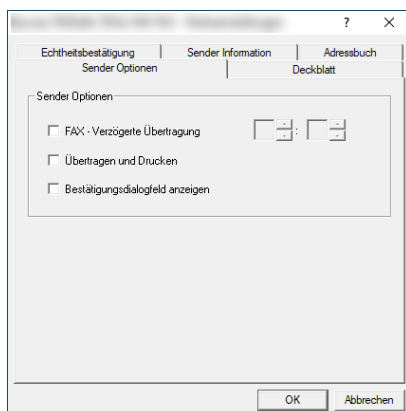 ?
Echtheitsbestätigung Sender Information Adressbuch
Sender Optionen Deckblatt
Sender Optionen
FAX - Verzögerte Übertragung :
Übertragen und Drucken
Bestätigungsdialogfeld anzeigen
OK Abbrechen